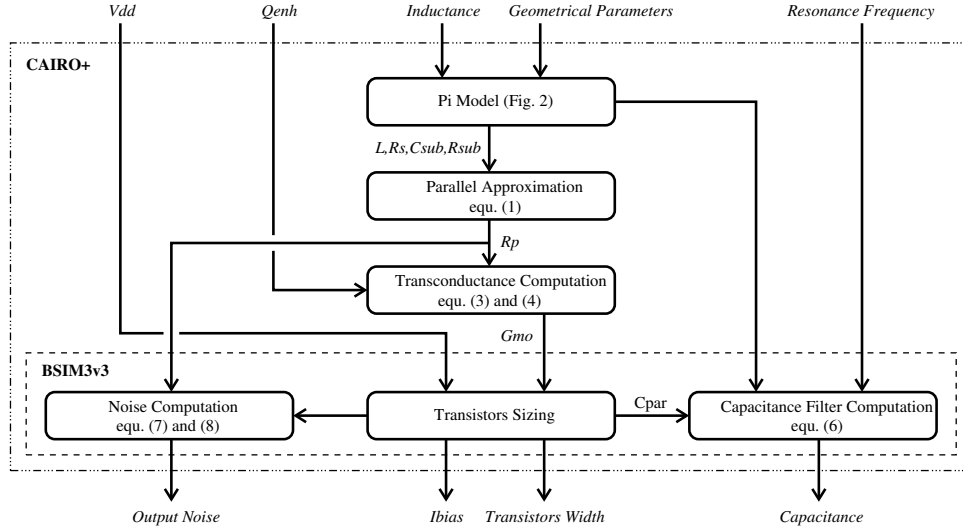 Vdd
Qenh
Inductance
Geometrical Parameters
Resonance Frequency
CAIRO+
Pi Model (Fig. 2)
L,Rs,Csub,Rsub
Parallel Approximation
equ. (1)
Rp
Transconductance Computation
equ. (3) and (4)
Gmo
BSIM3v3
Noise Computation
equ. (7) and (8)
Transistors Sizing
Cpar
Capacitance Filter Computation
equ. (6)
Output Noise
Ibias
Transistors Width
Capacitance